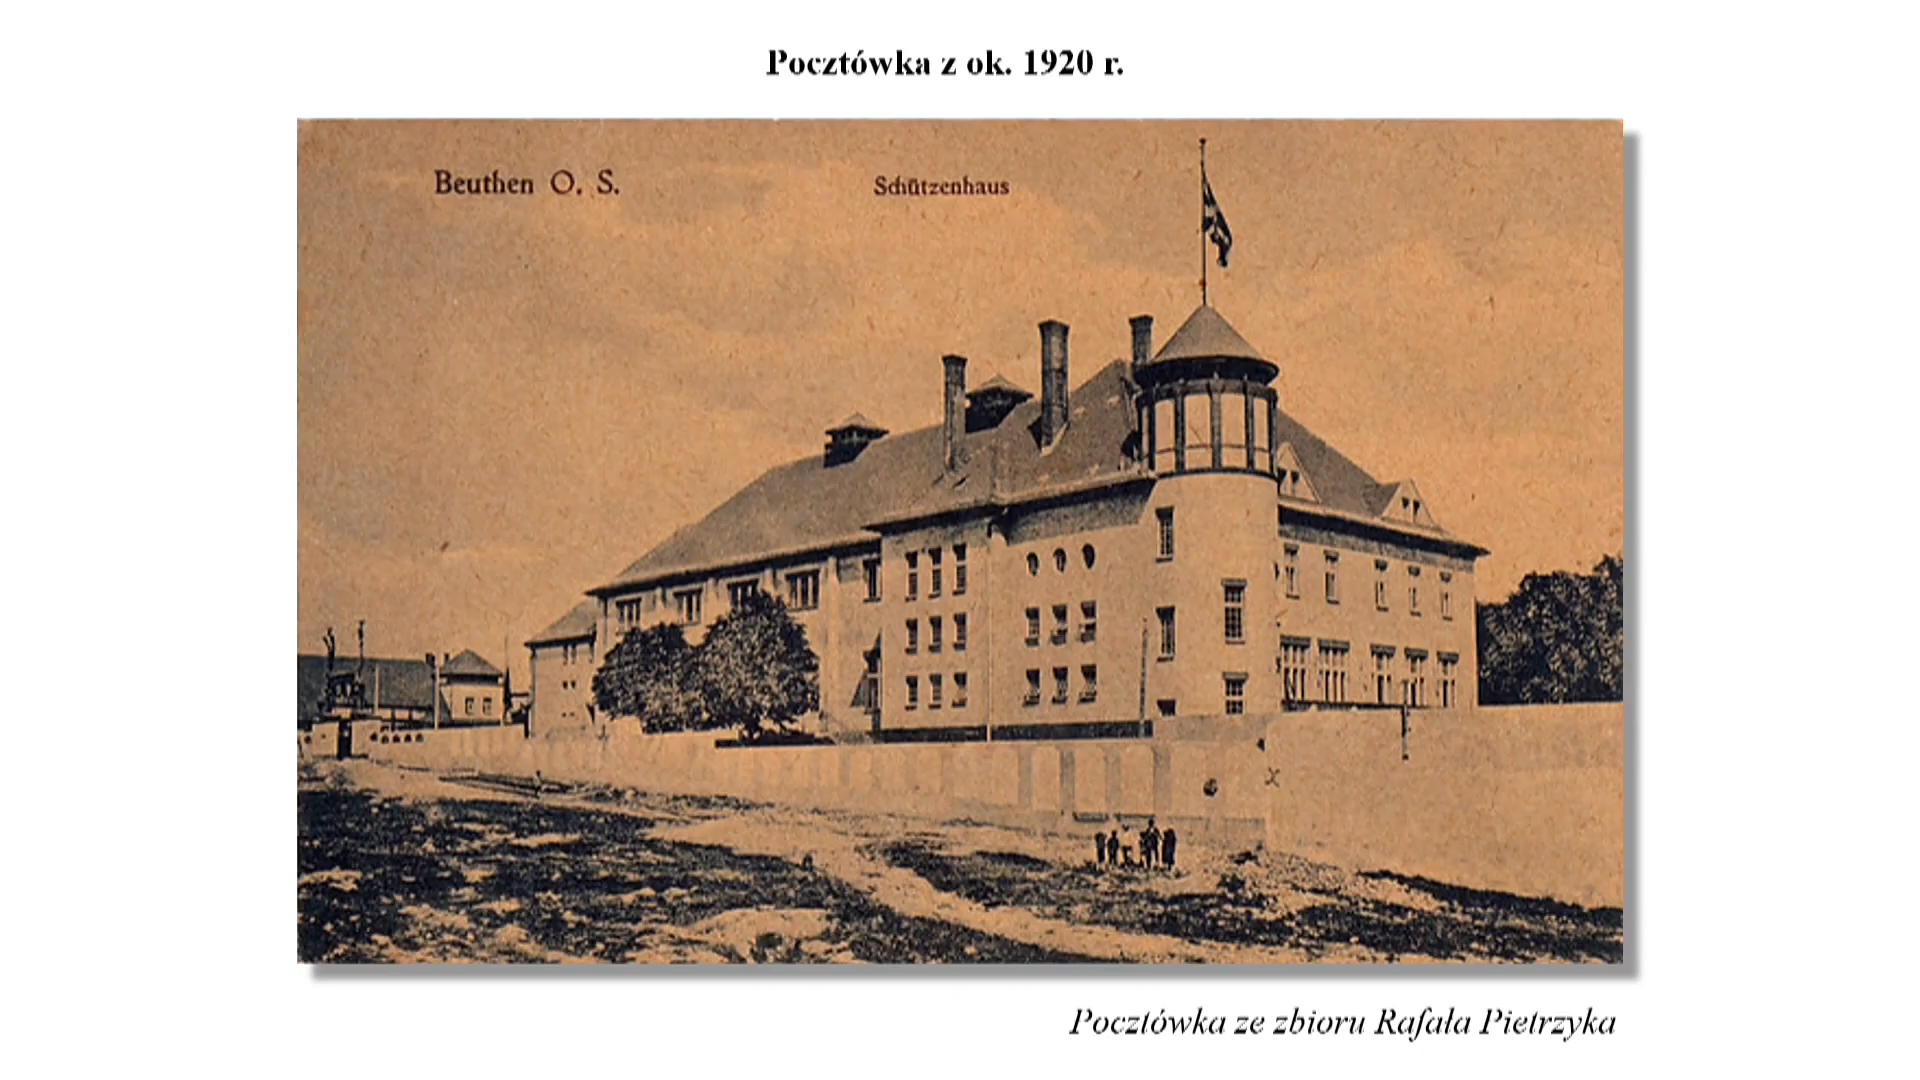 Pocztówka z ok. 1920 r.
Beuthen O. S.
Schützenhaus
Pocztówka ze zbioru Rafała Pietrzyka